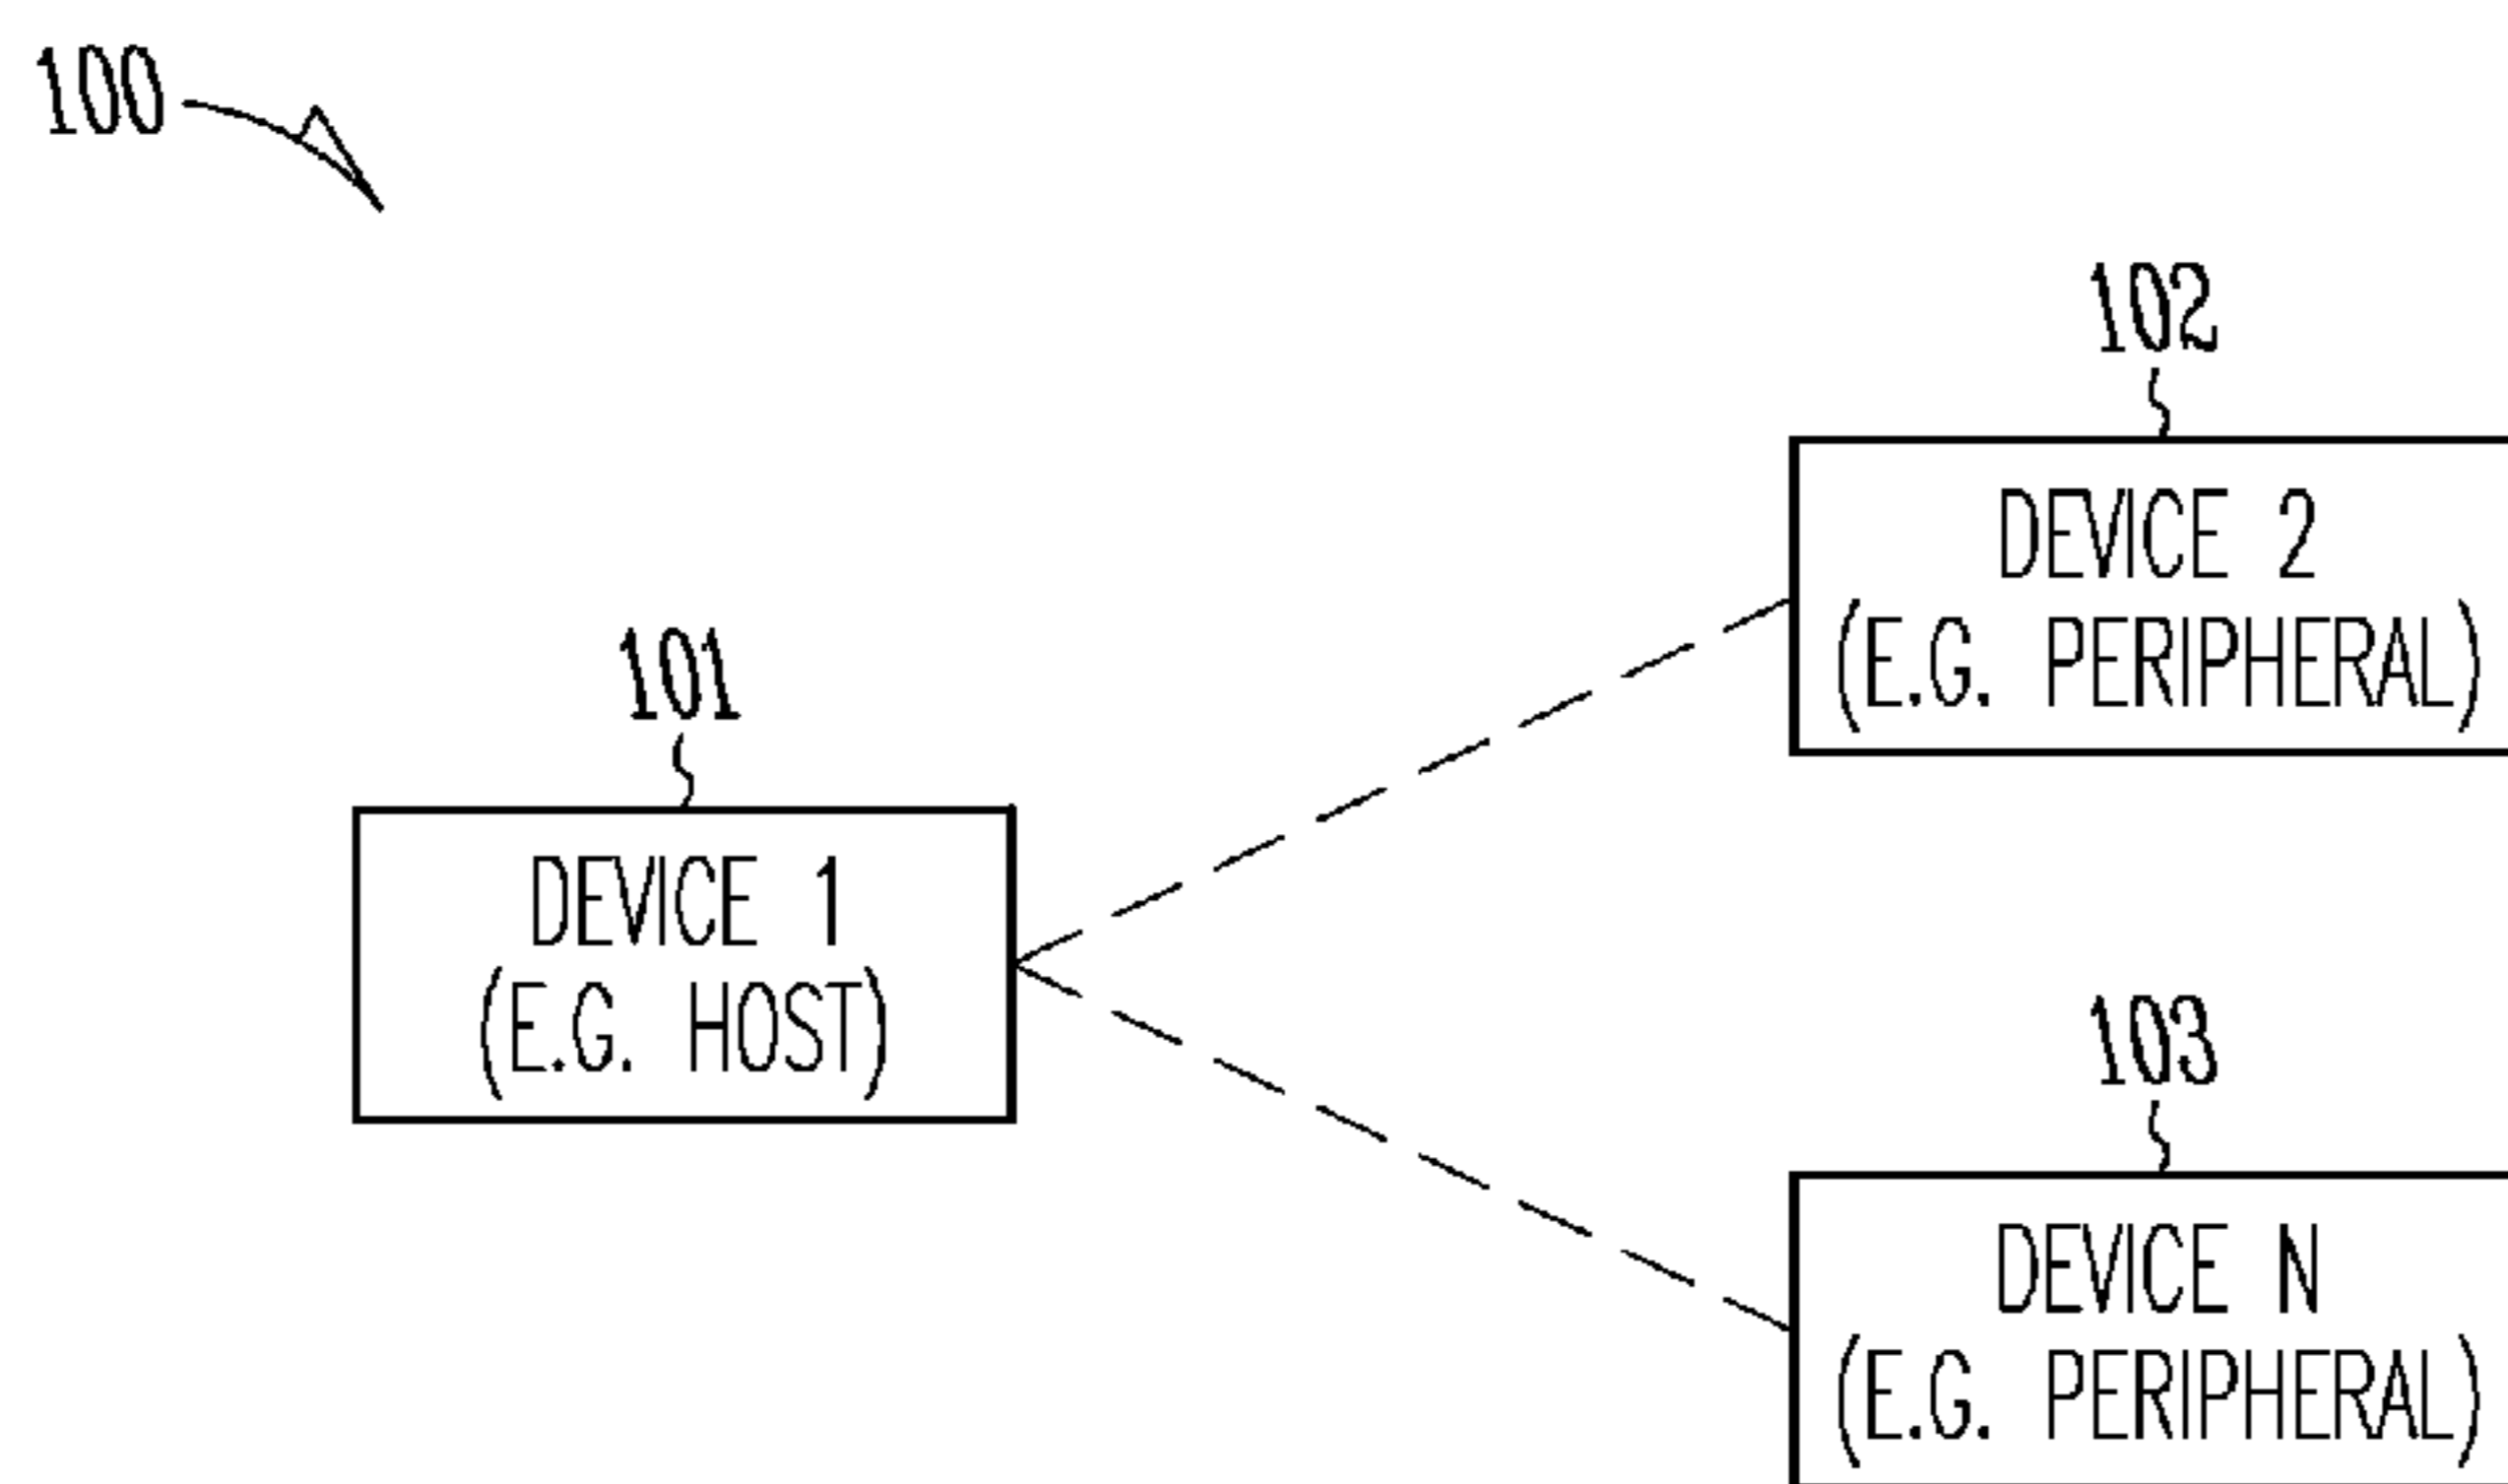 100
102
DEVICE 2
(E.G. PERIPHERAL)
101
DEVICE 1
(E.G. HOST)
103
DEVICE N
(E.G. PERIPHERAL)